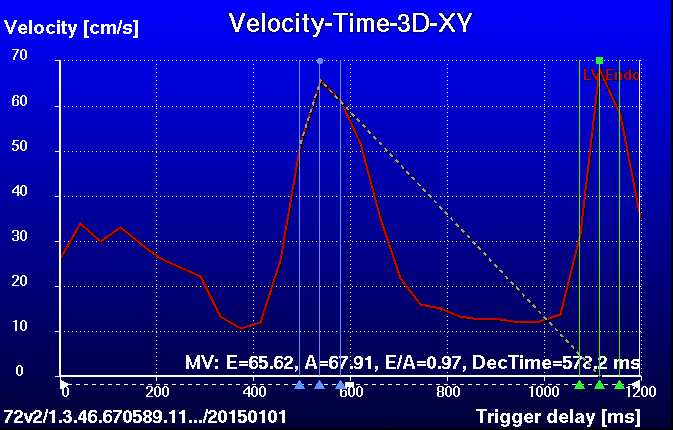 Velocity-Time-3D-XY
Velocity [cm/s]
70
60
50
40
30
20
10
0
LV Endo
MV: E=65.62, A=67.91, E/A=0.97, DecTime=578.2 ms
0 200 400 600 800 1000 1200
72v2/1.3.46.670589.11.../20150101
Trigger delay [ms]